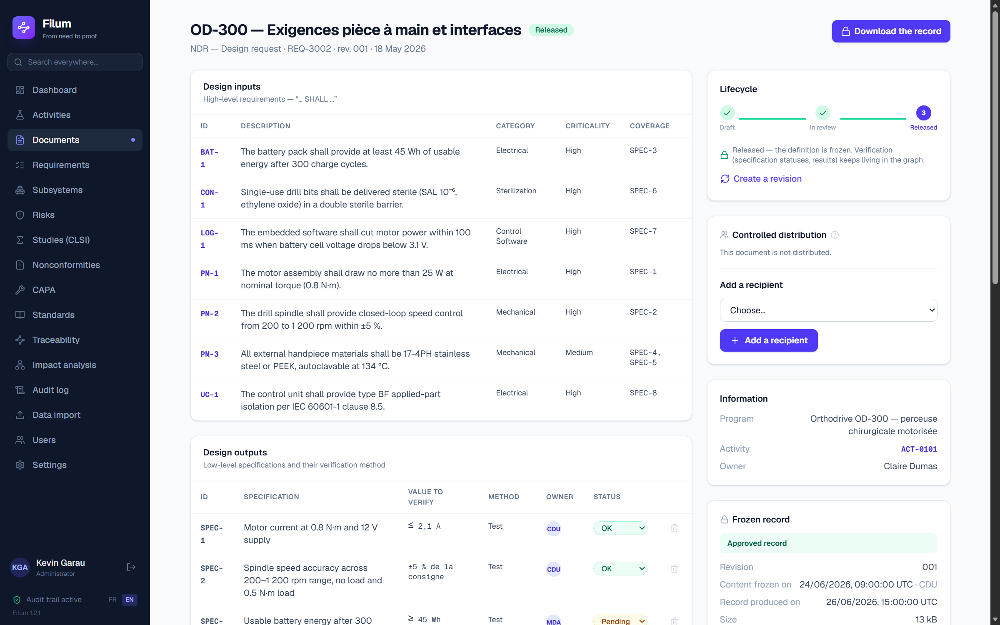 Filum
From need to proof
Search everywhere...
Dashboard
Activities
Documents
Requirements
Subsystems
Risks
Studies (CLSI)
Nonconformities
CAPA
Standards
Traceability
Impact analysis
Audit log
Data import
Users
Settings
KGA
Kevin Garau
Administrator
Audit trail active
FR
EN
Filum 1.2.1
OD-300 — Exigences pièce à main et interfaces
Released
NDR — Design request · REQ-3002 · rev. 001 · 18 May 2026
Download the record
Design inputs
High-level requirements — “... SHALL ...”
ID DESCRIPTION CATEGORY CRITICALITY COVERAGE
BAT-
1
The battery pack shall provide at least 45 Wh of usable
energy after 300 charge cycles.
Electrical
High
SPEC-3
CON-
1
Single-use drill bits shall be delivered sterile (SAL 10⁻⁶,
ethylene oxide) in a double sterile barrier.
Sterilization
High
SPEC-6
LOG-
1
The embedded software shall cut motor power within 100
ms when battery cell voltage drops below 3.1 V.
Control
Software
High
SPEC-7
PM-1
The motor assembly shall draw no more than 25 W at
nominal torque (0.8 N·m).
Electrical
High
SPEC-1
PM-2
The drill spindle shall provide closed-loop speed control
from 200 to 1 200 rpm within ±5 %.
Mechanical
High
SPEC-2
PM-3
All external handpiece materials shall be 17-4PH stainless
steel or PEEK, autoclavable at 134 °C.
Mechanical
Medium
SPEC-4,
SPEC-5
UC-1
The control unit shall provide type BF applied-part
isolation per IEC 60601-1 clause 8.5.
Electrical
High
SPEC-8
Design outputs
Low-level specifications and their verification method
ID SPECIFICATION VALUE TO
VERIFY
METHOD OWNER STATUS
SPEC-
1
Motor current at 0.8 N·m and 12 V
supply
≤ 2,1 A
Test
CDU
OK
SPEC-
2
Spindle speed accuracy across
200–1 200 rpm range, no load and
0.5 N·m load
±5 % de la
consigne
Test
CDU
OK
SPEC-
Usable battery energy after 300
≥ 45 Wh
Test
MDA
Pending
Lifecycle
3
Draft
In review
Released
Released — the definition is frozen. Verification
(specification statuses, results) keeps living in the graph.
Create a revision
Controlled distribution
This document is not distributed.
Add a recipient
Choose...
Add a recipient
Information
Program
Orthodrive OD-300 — perceuse
chirurgicale motorisée
Activity
ACT-0101
Owner
Claire Dumas
Frozen record
Approved record
Revision
001
Content frozen on
24/06/2026, 09:00:00 UTC · CDU
Record produced on
26/06/2026, 15:00:00 UTC
Size
13 kB